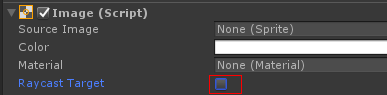 Image (Script)
Source Image None (Sprite)
Color
Material None (Material)
Raycast Target